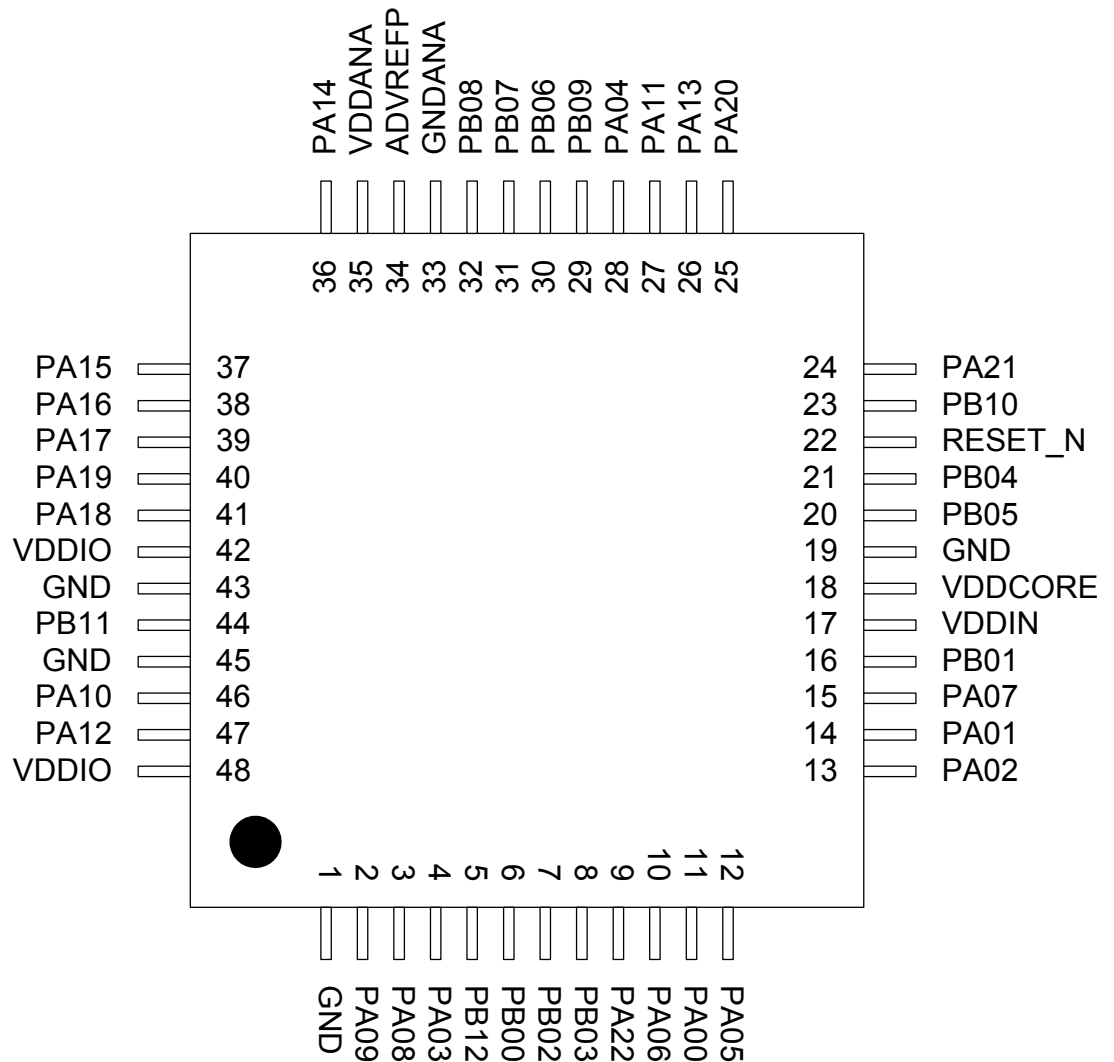 PA14
VDDANA
ADVREFP
GNDANA
PB08
PB07
PB06
PB09
PA04
PA11
PA13
PA20
36
35
34
33
32
31
30
29
28
27
26
25
PA15 37
PA16 38
PA17 39
PA19 40
PA18 41
VDDIO 42
GND 43
PB11 44
GND 45
PA10 46
PA12 47
VDDIO 48
24 PA21
23 PB10
22 RESET_N
21 PB04
20 PB05
19 GND
18 VDDCORE
17 VDDIN
16 PB01
15 PA07
14 PA01
13 PA02
1
2
3
4
5
6
7
8
9
10
11
12
GND
PA09
PA08
PA03
PB12
PB00
PB02
PB03
PA22
PA06
PA00
PA05